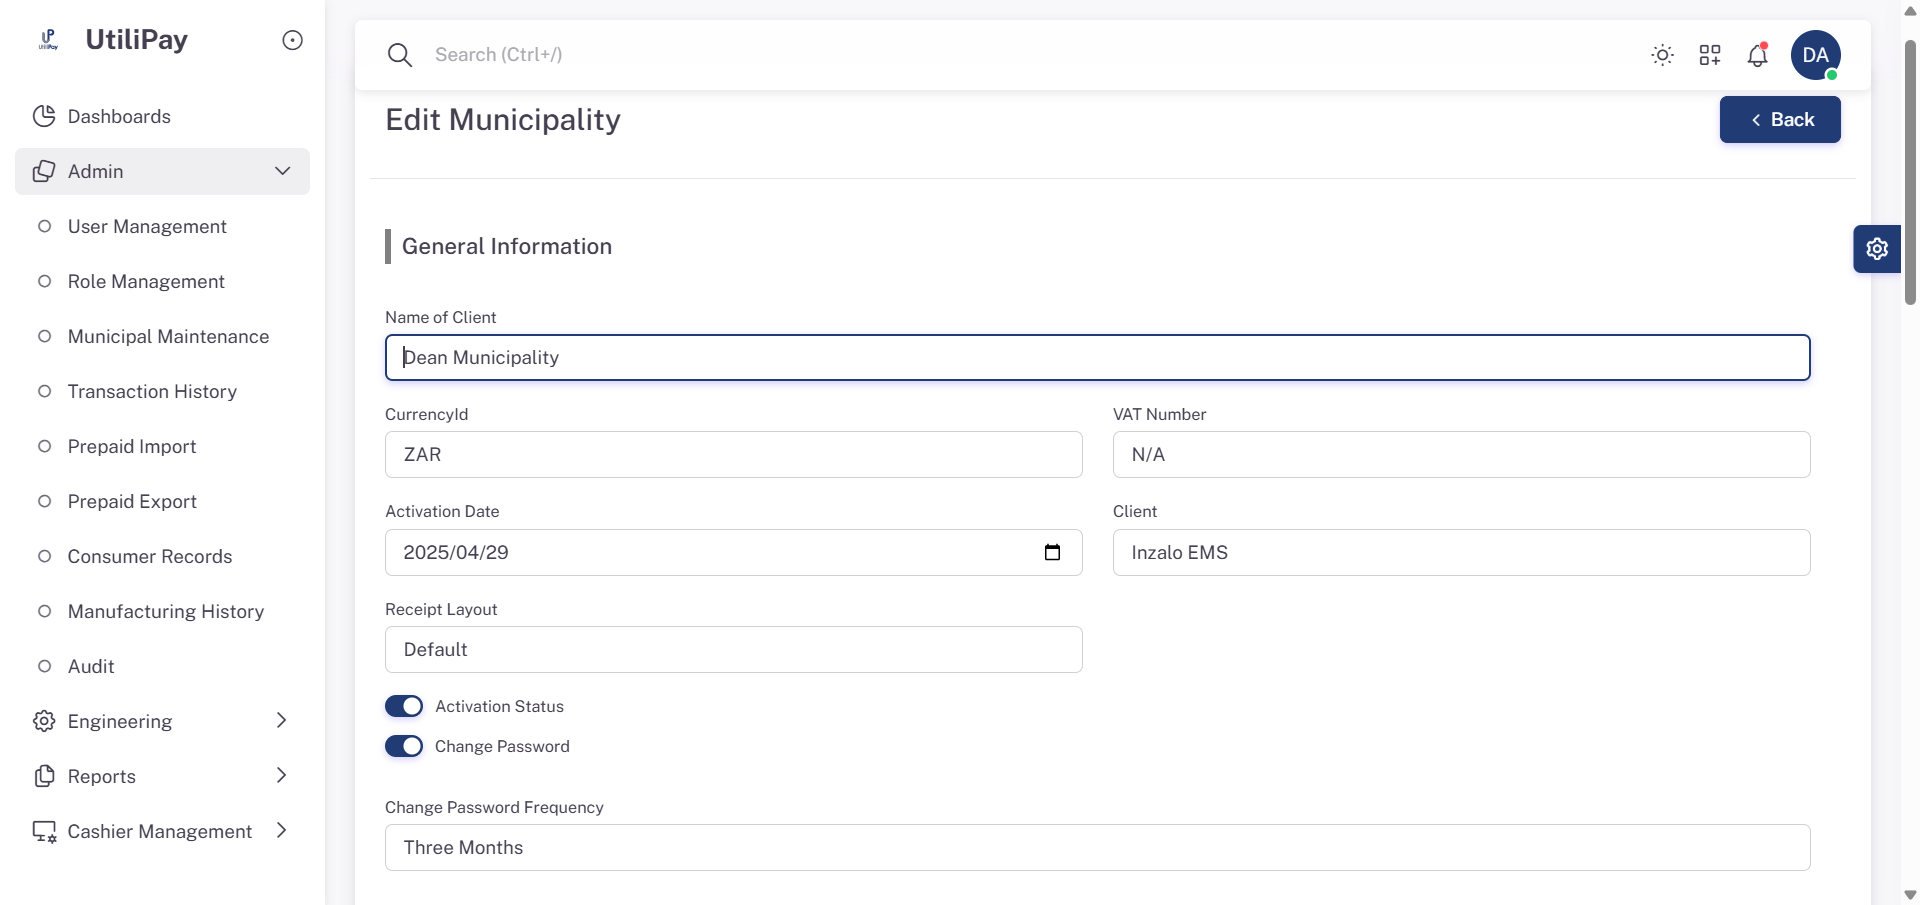 UP
UtiliPay
UtiliPay
Search (Ctrl+/)
DA
Dashboards
Admin
User Management
Role Management
Municipal Maintenance
Transaction History
Prepaid Import
Prepaid Export
Consumer Records
Manufacturing History
Audit
Engineering
Reports
Cashier Management
Edit Municipality
Back
General Information
Name of Client
Dean Municipality
CurrencyId
VAT Number
ZAR
N/A
Activation Date
Client
2025/04/29
Inzalo EMS
Receipt Layout
Default
Activation Status
Change Password
Change Password Frequency
Three Months